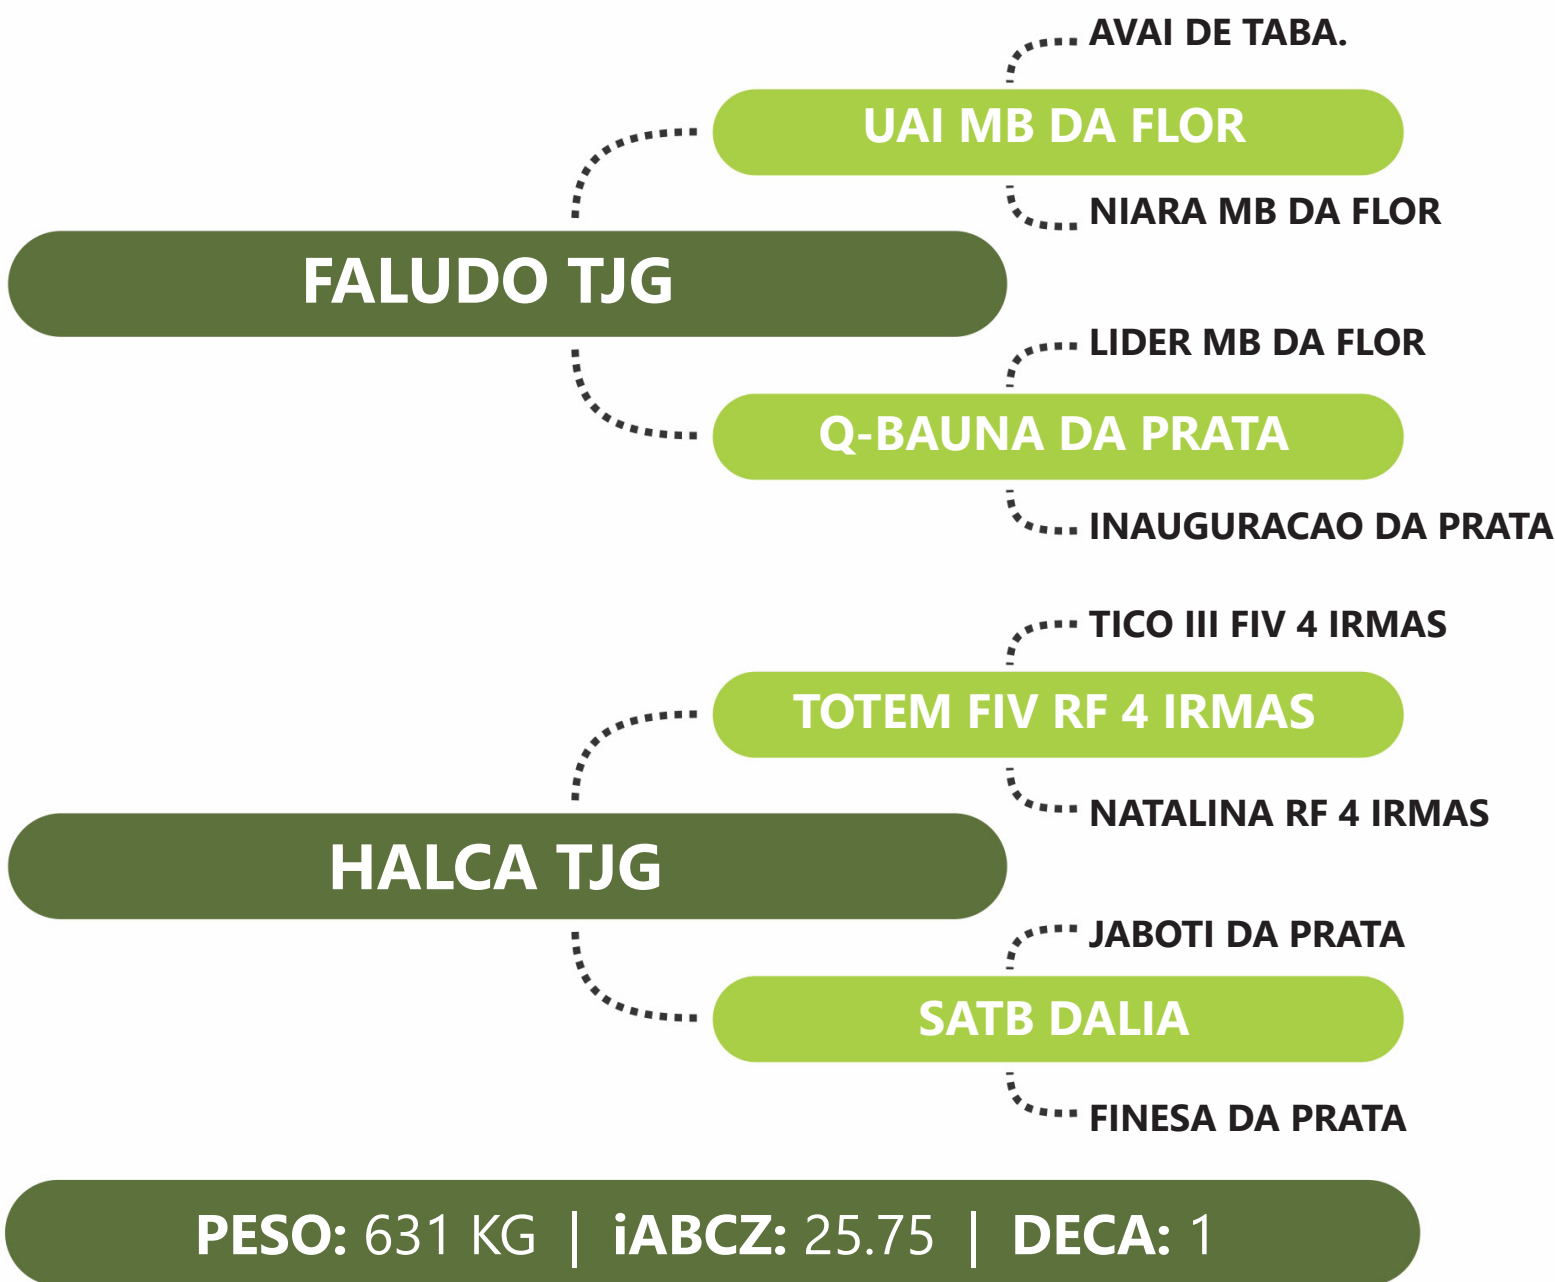 AVAI DE TABA.
UAI MB DA FLOR
NIARA MB DA FLOR
FALUDO TJG
LIDER MB DA FLOR
Q-BAUNA DA PRATA
INAUGURACAO DA PRATA
TICO III FIV 4 IRMAS
TOTEM FIV RF 4 IRMAS
NATALINA RF 4 IRMAS
HALCA TJG
JABOTI DA PRATA
SATB DALIA
FINESA DA PRATA
PESO: 631 KG | iABCZ: 25.75 | DECA: 1